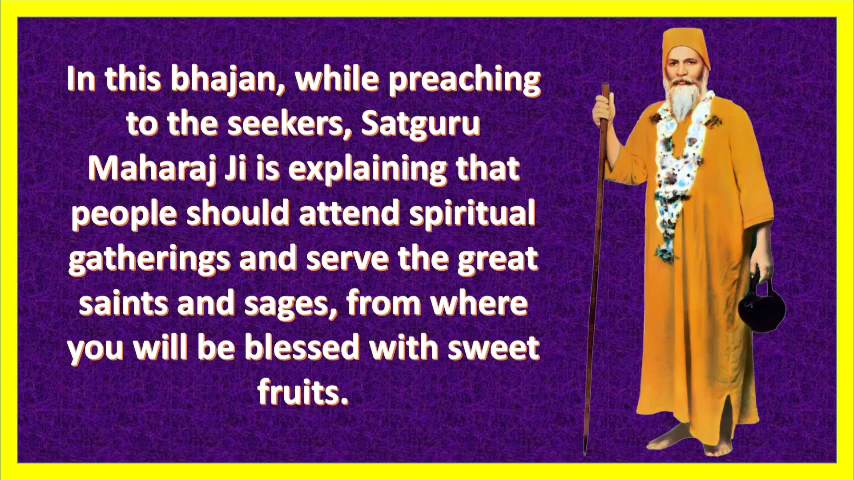 In this bhajan, while preaching
to the seekers, Satguru
Maharaj Ji is explaining that
people should attend spiritual
gatherings and serve the great
saints and sages, from where
you will be blessed with sweet
fruits.